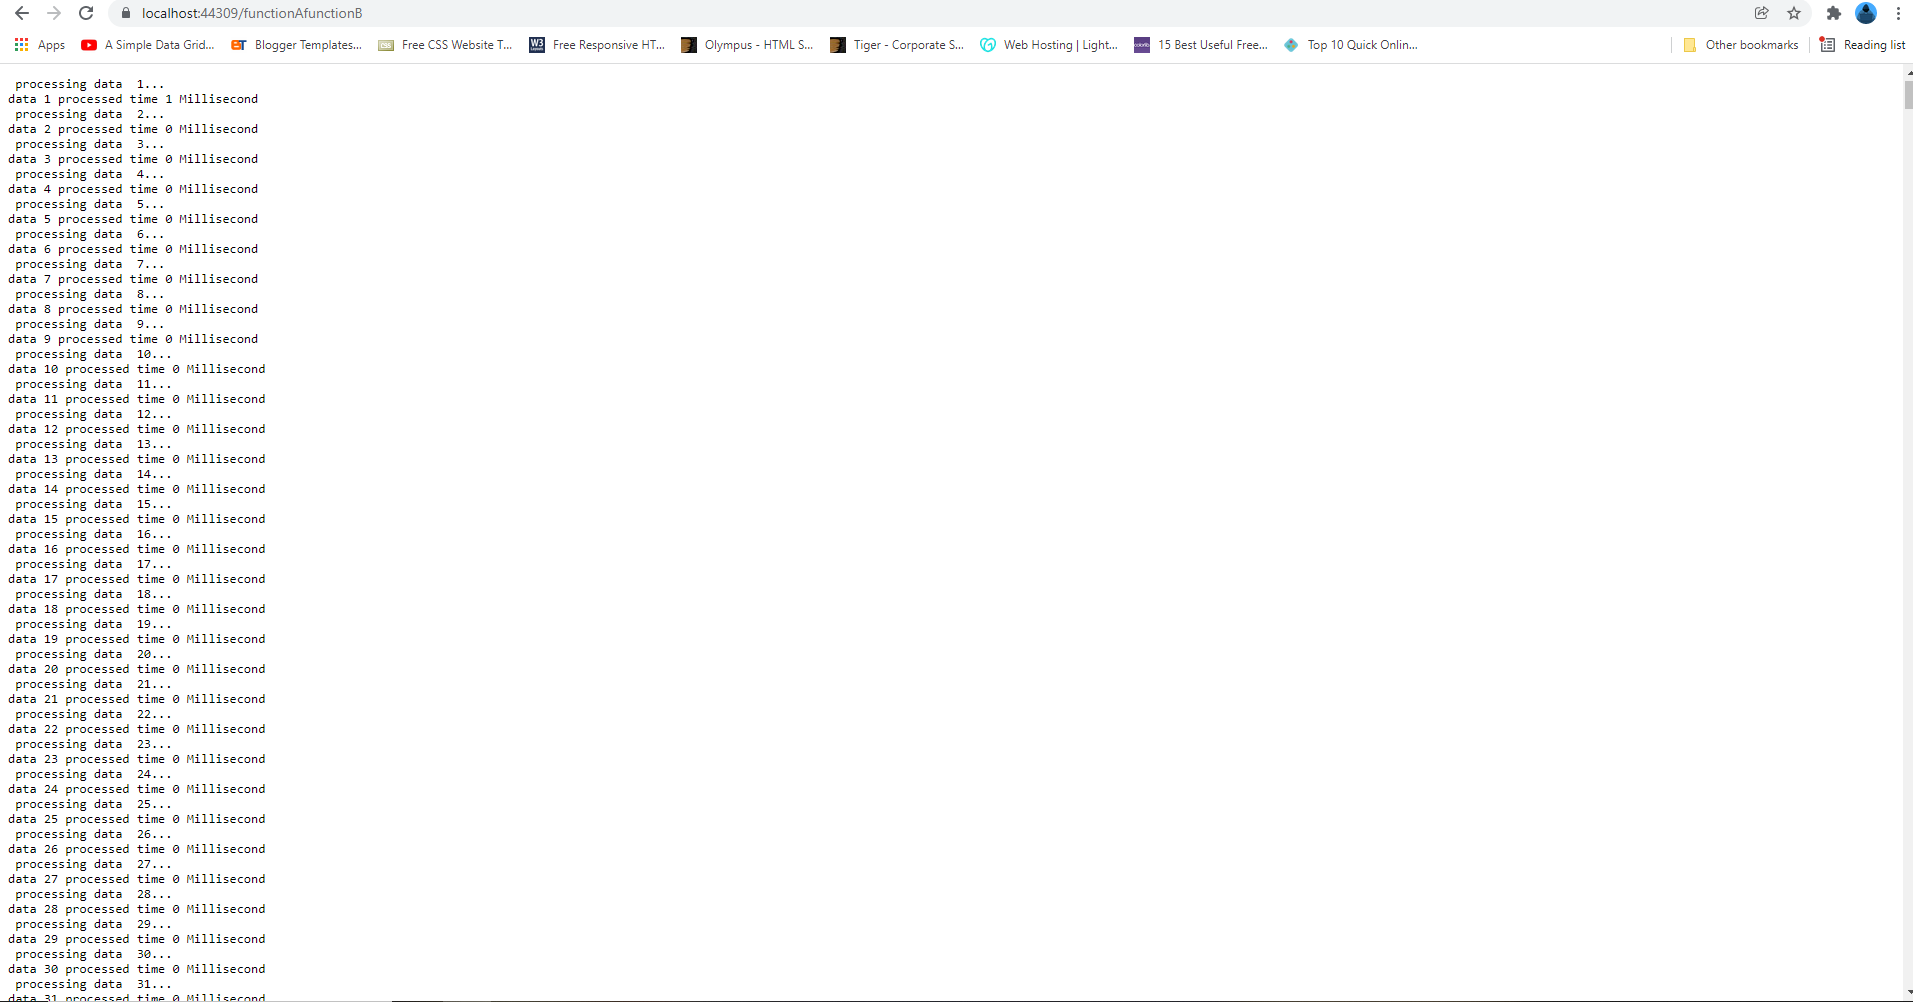 localhost:44309/functionAfunctionB
Apps A Simple Data Grid... Blogger Templates... Free CSS Website T... Free Responsive HT... Olympus - HTML S... Tiger - Corporate S... Web Hosting | Light... 15 Best Useful Free... Top 10 Quick Onlin... Other bookmarks Reading list
processing data  1...
data 1 processed time 1 Millisecond
processing data  2...
data 2 processed time 0 Millisecond
processing data  3...
data 3 processed time 0 Millisecond
processing data  4...
data 4 processed time 0 Millisecond
processing data  5...
data 5 processed time 0 Millisecond
processing data  6...
data 6 processed time 0 Millisecond
processing data  7...
data 7 processed time 0 Millisecond
processing data  8...
data 8 processed time 0 Millisecond
processing data  9...
data 9 processed time 0 Millisecond
processing data  10...
data 10 processed time 0 Millisecond
processing data  11...
data 11 processed time 0 Millisecond
processing data  12...
data 12 processed time 0 Millisecond
processing data  13...
data 13 processed time 0 Millisecond
processing data  14...
data 14 processed time 0 Millisecond
processing data  15...
data 15 processed time 0 Millisecond
processing data  16...
data 16 processed time 0 Millisecond
processing data  17...
data 17 processed time 0 Millisecond
processing data  18...
data 18 processed time 0 Millisecond
processing data  19...
data 19 processed time 0 Millisecond
processing data  20...
data 20 processed time 0 Millisecond
processing data  21...
data 21 processed time 0 Millisecond
processing data  22...
data 22 processed time 0 Millisecond
processing data  23...
data 23 processed time 0 Millisecond
processing data  24...
data 24 processed time 0 Millisecond
processing data  25...
data 25 processed time 0 Millisecond
processing data  26...
data 26 processed time 0 Millisecond
processing data  27...
data 27 processed time 0 Millisecond
processing data  28...
data 28 processed time 0 Millisecond
processing data  29...
data 29 processed time 0 Millisecond
processing data  30...
data 30 processed time 0 Millisecond
processing data  31...
data 31 processed time 0 Millisecond